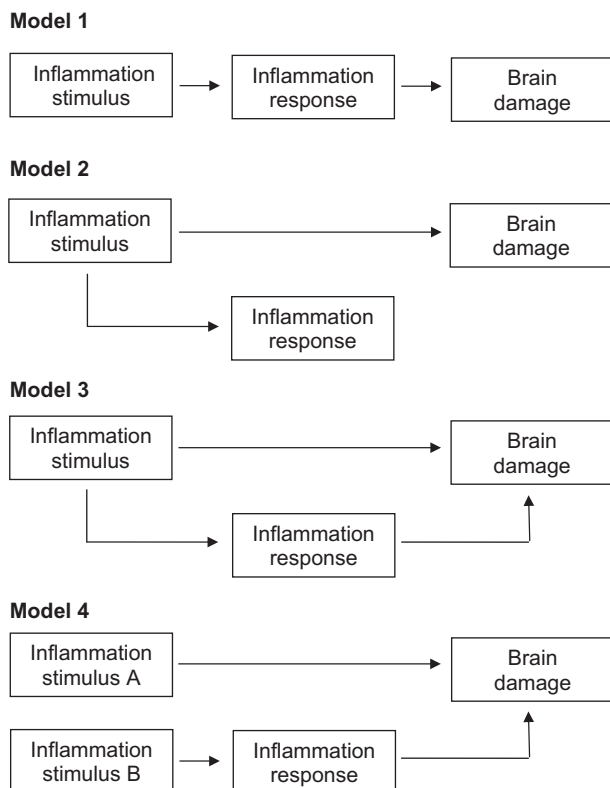 Model 1
Inflammation
stimulus
Inflammation
response
Brain
damage
Model 2
Inflammation
stimulus
Brain
damage
Inflammation
response
Model 3
Inflammation
stimulus
Brain
damage
Inflammation
response
Model 4
Inflammation
stimulus A
Brain
damage
Inflammation
stimulus B
Inflammation
response